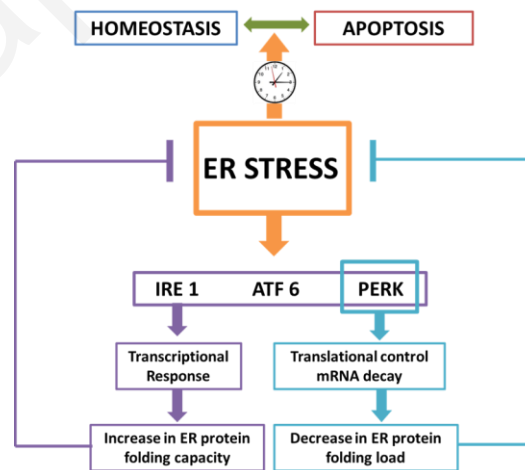 HOMEOSTASIS
APOPTOSIS
ER STRESS
IRE 1 ATF 6 PERK
Transcriptional
Response
Translational control
mRNA decay
Increase in ER protein
folding capacity
Decrease in ER protein
folding load